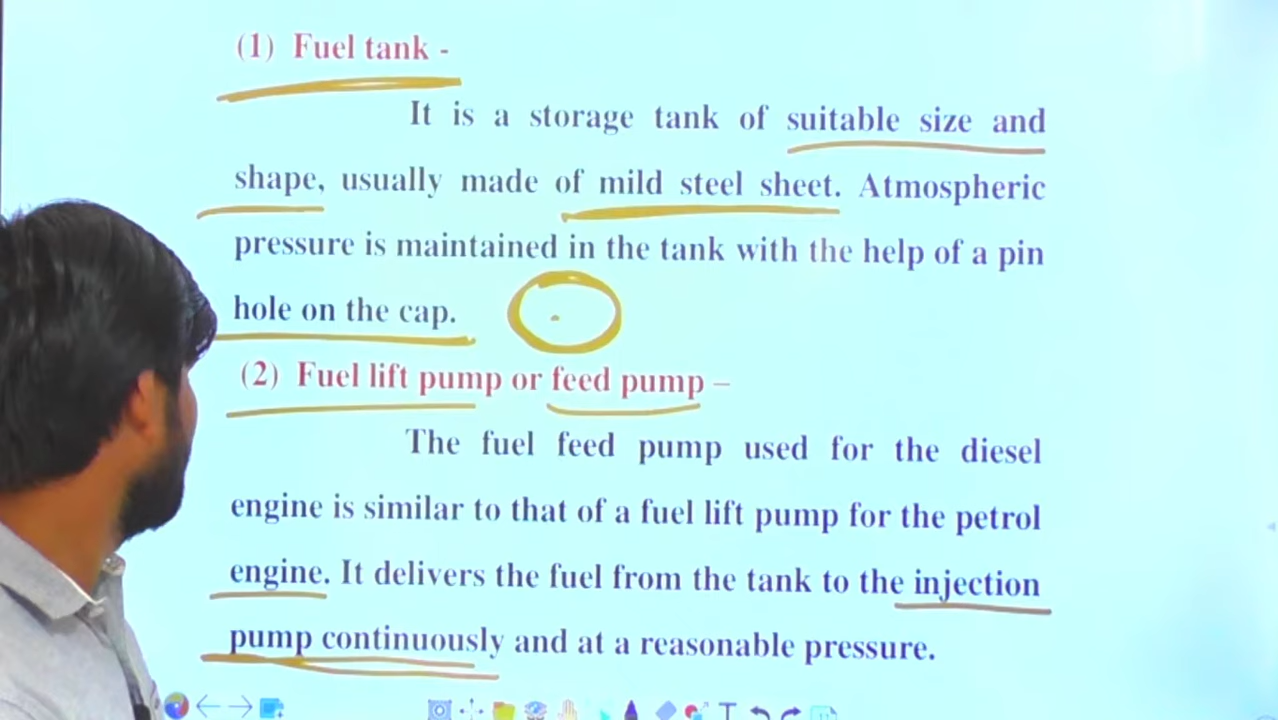 (1) Fuel tank -
It is a storage tank of suitable size and
shape, usually made of mild steel sheet. Atmospheric
pressure is maintained in the tank with the help of a pin
hole on the cap.
(2) Fuel lift pump or feed pump –
The fuel feed pump used for the diesel
engine is similar to that of a fuel lift pump for the petrol
engine. It delivers the fuel from the tank to the injection
pump continuously and at a reasonable pressure.